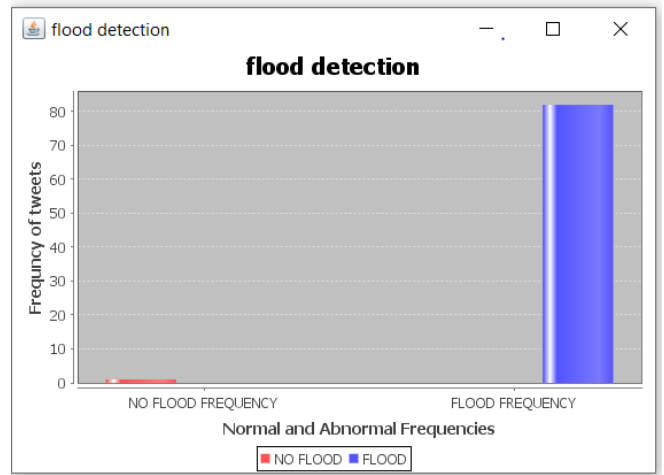 flood detection
flood detection
80
70
60
50
40
30
20
10
0
Frequncy of tweets
NO FLOOD FREQUENCY FLOOD FREQUENCY
Normal and Abnormal Frequencies
NO FLOOD FLOOD